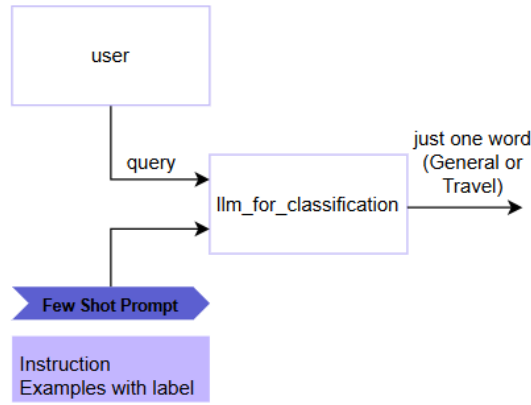 user
query
llm_for_classification
just one word
(General or
Travel)
Few Shot Prompt
Instruction
Examples with label